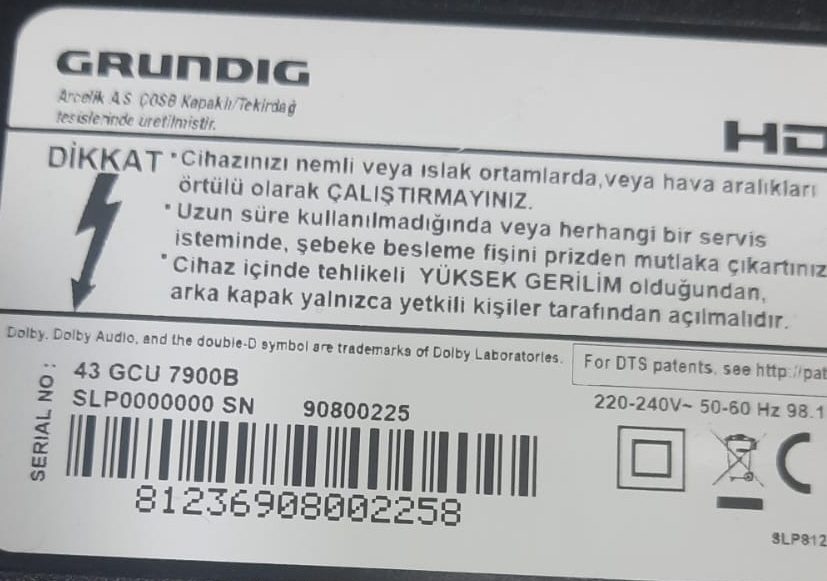 GRUNDIG
Arcelik A.S ÇOSB Kapaklı/Tekirdağ
tesislerinde uretilmistir.
HD
DİKKAT • Cihazınızı nemli veya ıslak ortamlarda,veya hava aralıkları
örtülü olarak ÇALIŞTIRMAYINIZ.
• Uzun süre kullanılmadığında veya herhangi bir servis
isteminde, şebeke besleme fişini prizden mutlaka çıkartınız
• Cihaz içinde tehlikeli YÜKSEK GERİLİM olduğundan,
arka kapak yalnızca yetkili kişiler tarafından açılmalıdır.
Dolby, Dolby Audio, and the double-D symbol are trademarks of Dolby Laboratories.
For DTS patents, see http://pat
SERIAL NO:
43 GCU 7900B
SLP0000000 SN 90800225
220-240V~ 50-60 Hz 98.1
81236908002258
CE
SLP812